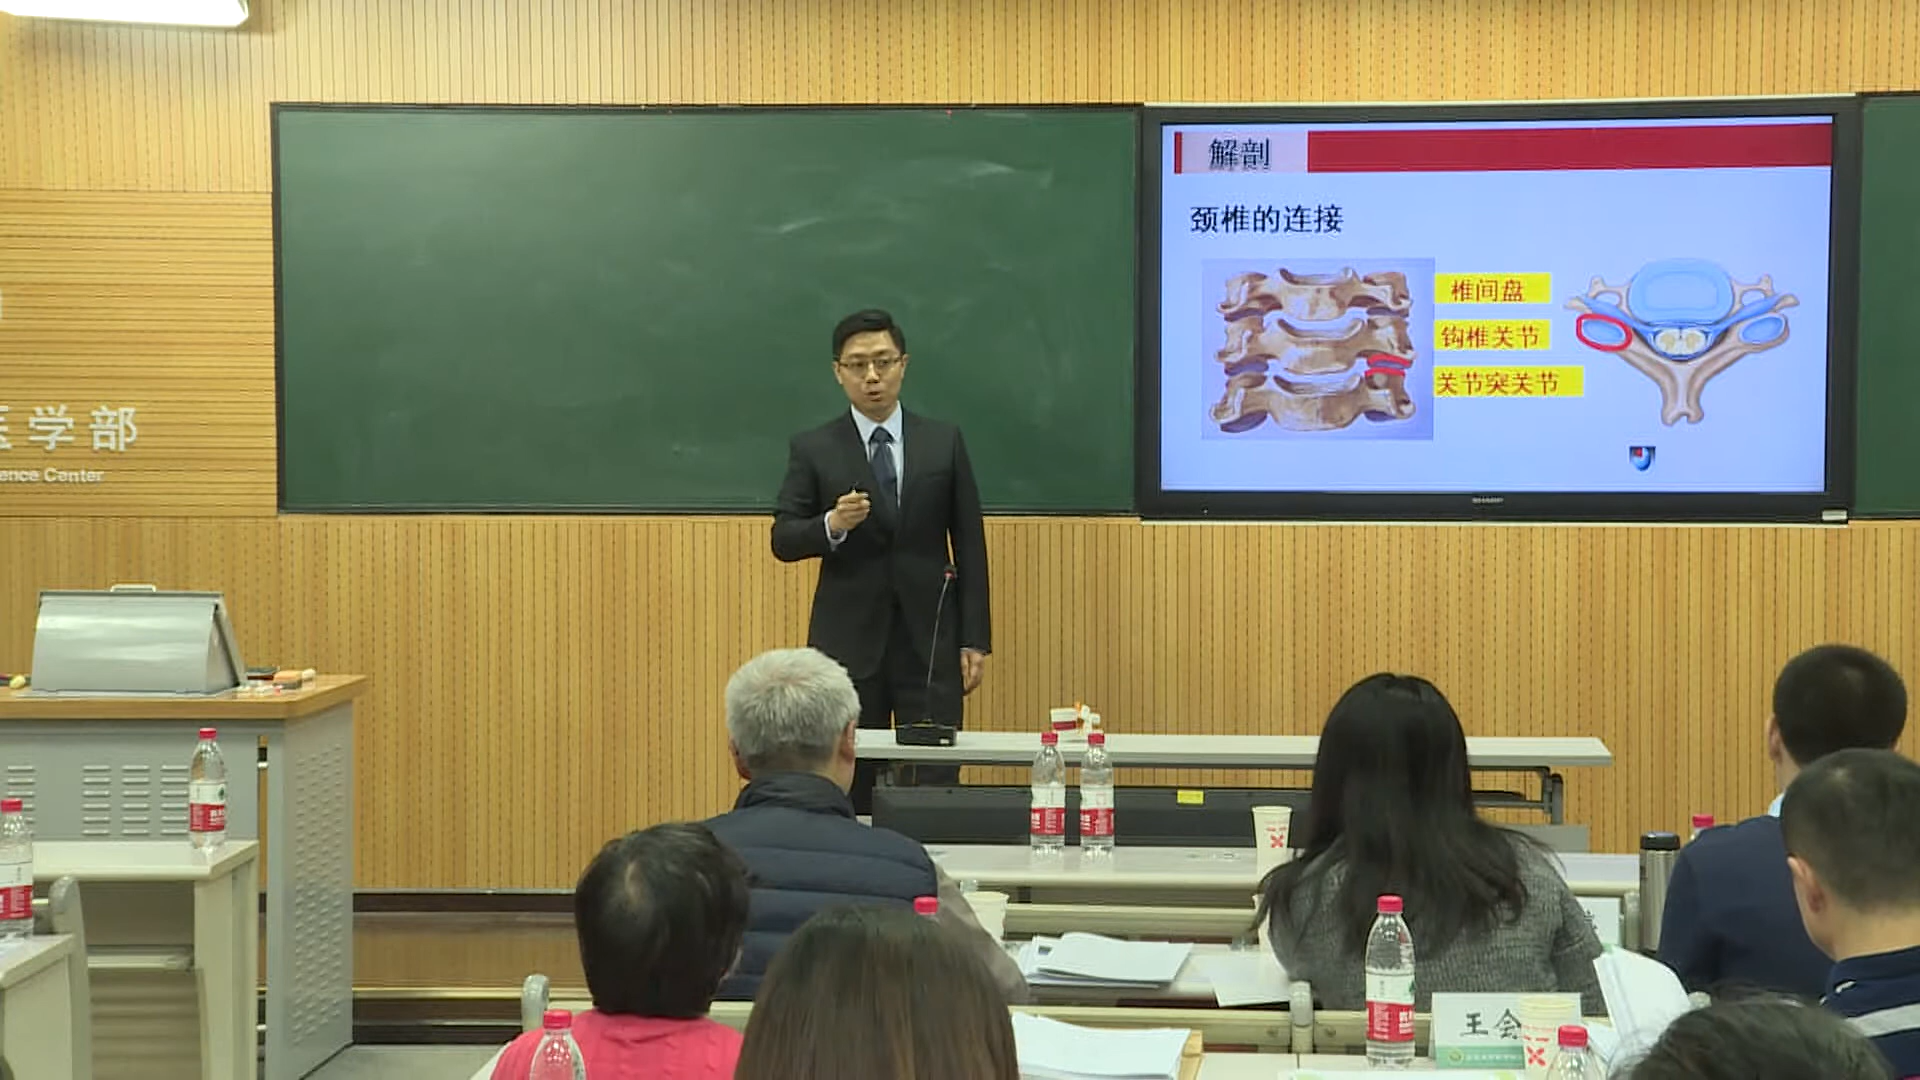 解剖
颈椎的连接
椎间盘
钩椎关节
关节突关节
医学部
ence Center
SHARP
王会